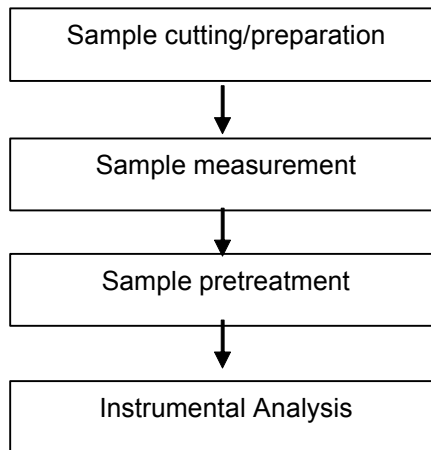 Sample cutting/preparation
Sample measurement
Sample pretreatment
Instrumental Analysis